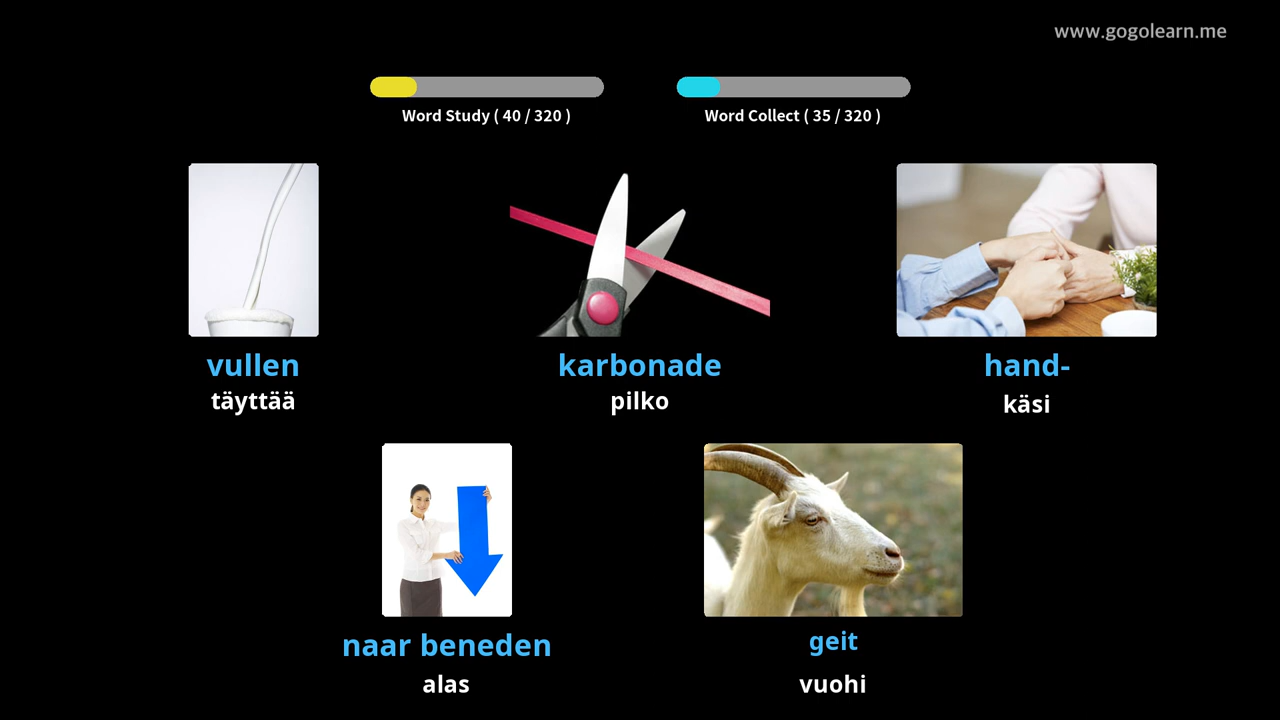 www.gogolearn.me
Word Study ( 40 / 320 )
Word Collect ( 35 / 320 )
vullen
täyttää
karbonade
pilko
hand-
käsi
naar beneden
alas
geit
vuohi